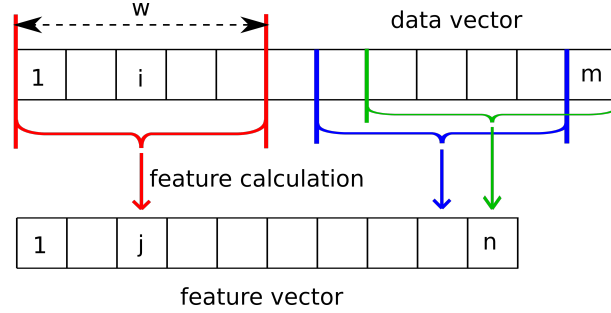 w
data vector
1 i m
feature calculation
1 j n
feature vector